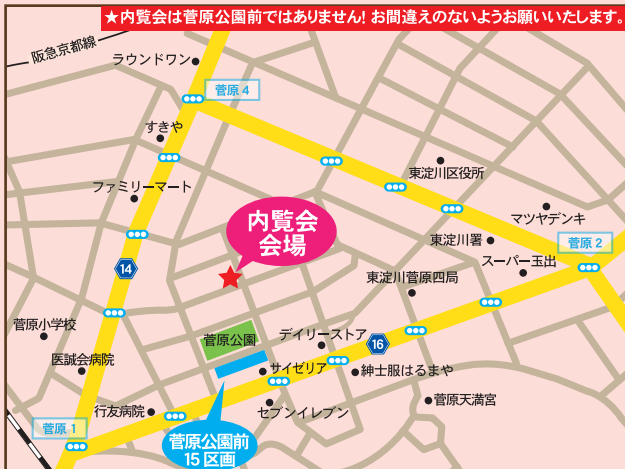 ★内覧会は菅原公園前ではありません! お間違えのないようお願いいたします。
阪急京都線
ラウンドワン
菅原4
すきや
東淀川区役所
ファミリーマート
マツヤデンキ
内覧会
会場
東淀川署
菅原2
スーパー玉出
14
東淀川菅原四局
菅原小学校
デイリーストア
菅原公園
16
医誠会病院
サイゼリア
紳士服はるまや
行友病院
セブンイレブン
菅原天満宮
菅原1
菅原公園前
15区画